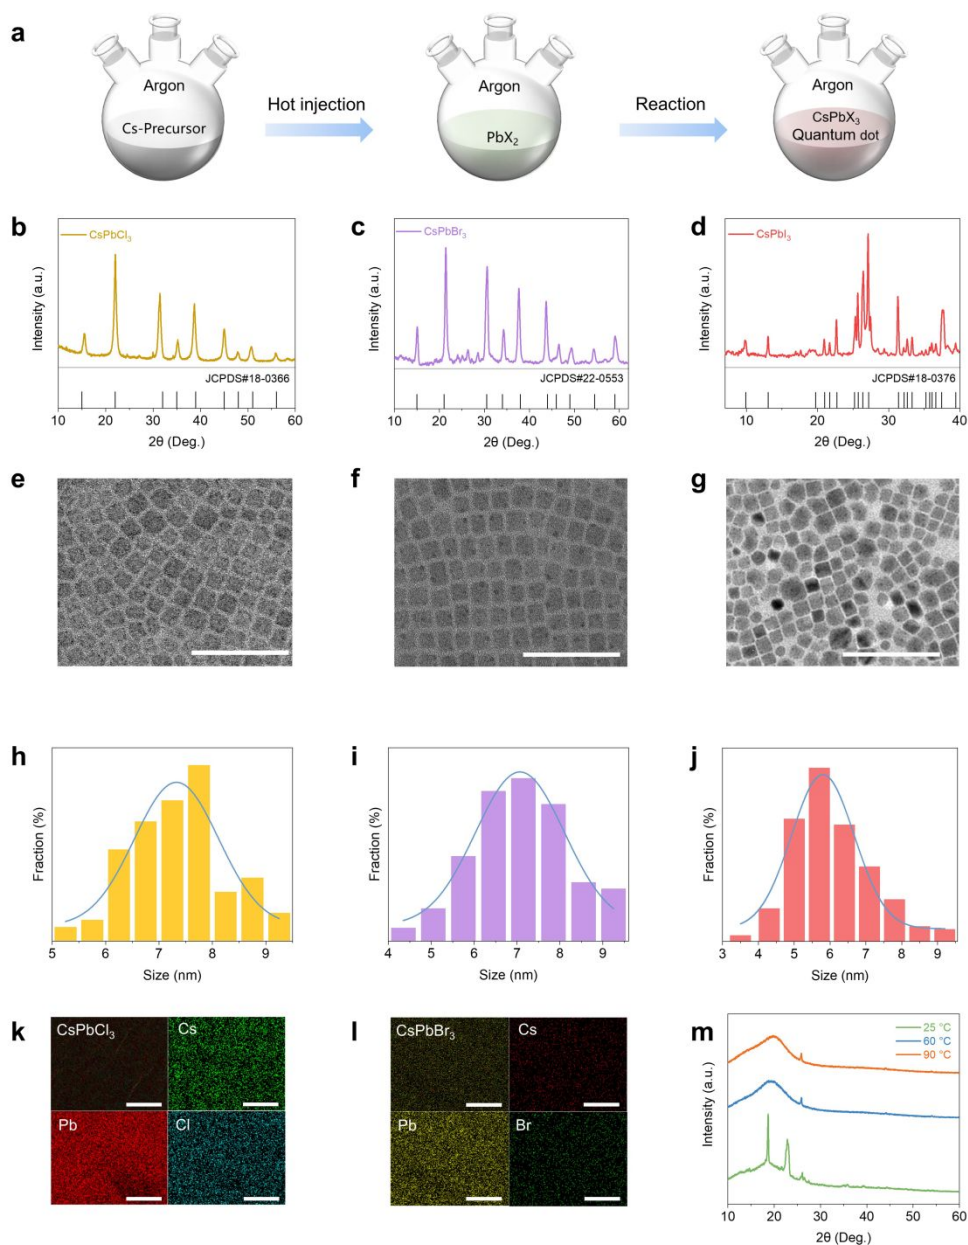 a
Argon
Cs-Precursor
Hot injection
Argon
PbX₂
Reaction
Argon
CsPbX₃
Quantum dot
b
CsPbCl₃
Intensity (a.u.)
JCPDS#18-0366
10 20 30 40 50 60
2θ (Deg.)
c
CsPbBr₃
Intensity (a.u.)
JCPDS#22-0553
10 20 30 40 50 60
2θ (Deg.)
d
CsPbI₃
Intensity (a.u.)
JCPDS#18-0376
10 20 30 40
2θ (Deg.)
e
f
g
h
Fraction (%)
5 6 7 8 9
Size (nm)
i
Fraction (%)
4 5 6 7 8 9
Size (nm)
j
Fraction (%)
3 4 5 6 7 8 9
Size (nm)
k
CsPbCl₃
Cs
Pb
Cl
l
CsPbBr₃
Cs
Pb
Br
m
25 °C
60 °C
90 °C
Intensity (a.u.)
10 20 30 40 50 60
2θ (Deg.)